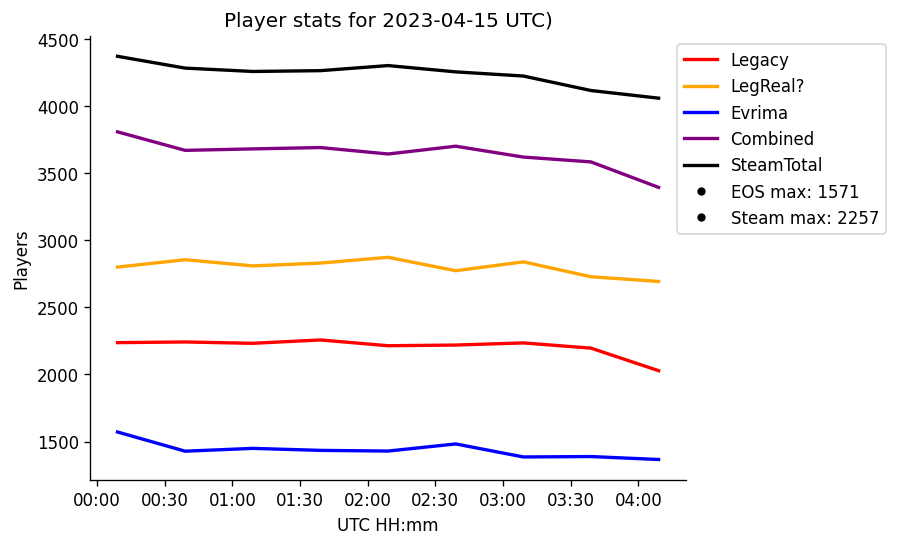 Player stats for 2023-04-15 UTC)
4500
4000
3500
3000
2500
2000
1500
Players
00:00 00:30 01:00 01:30 02:00 02:30 03:00 03:30 04:00
UTC HH:mm
Legacy
LegReal?
Evrima
Combined
SteamTotal
EOS max: 1571
Steam max: 2257